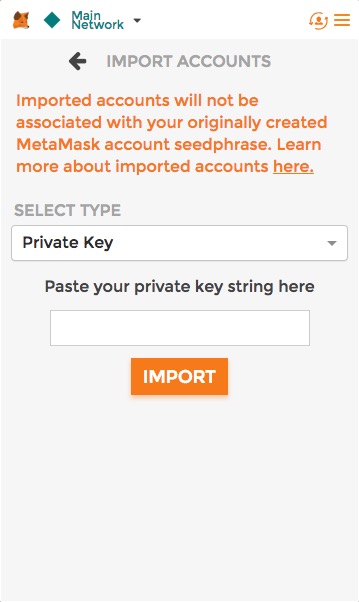 Main
Network
IMPORT ACCOUNTS
Imported accounts will not be
associated with your originally created
MetaMask account seedphrase. Learn
more about imported accounts here.
SELECT TYPE
Private Key
Paste your private key string here
IMPORT